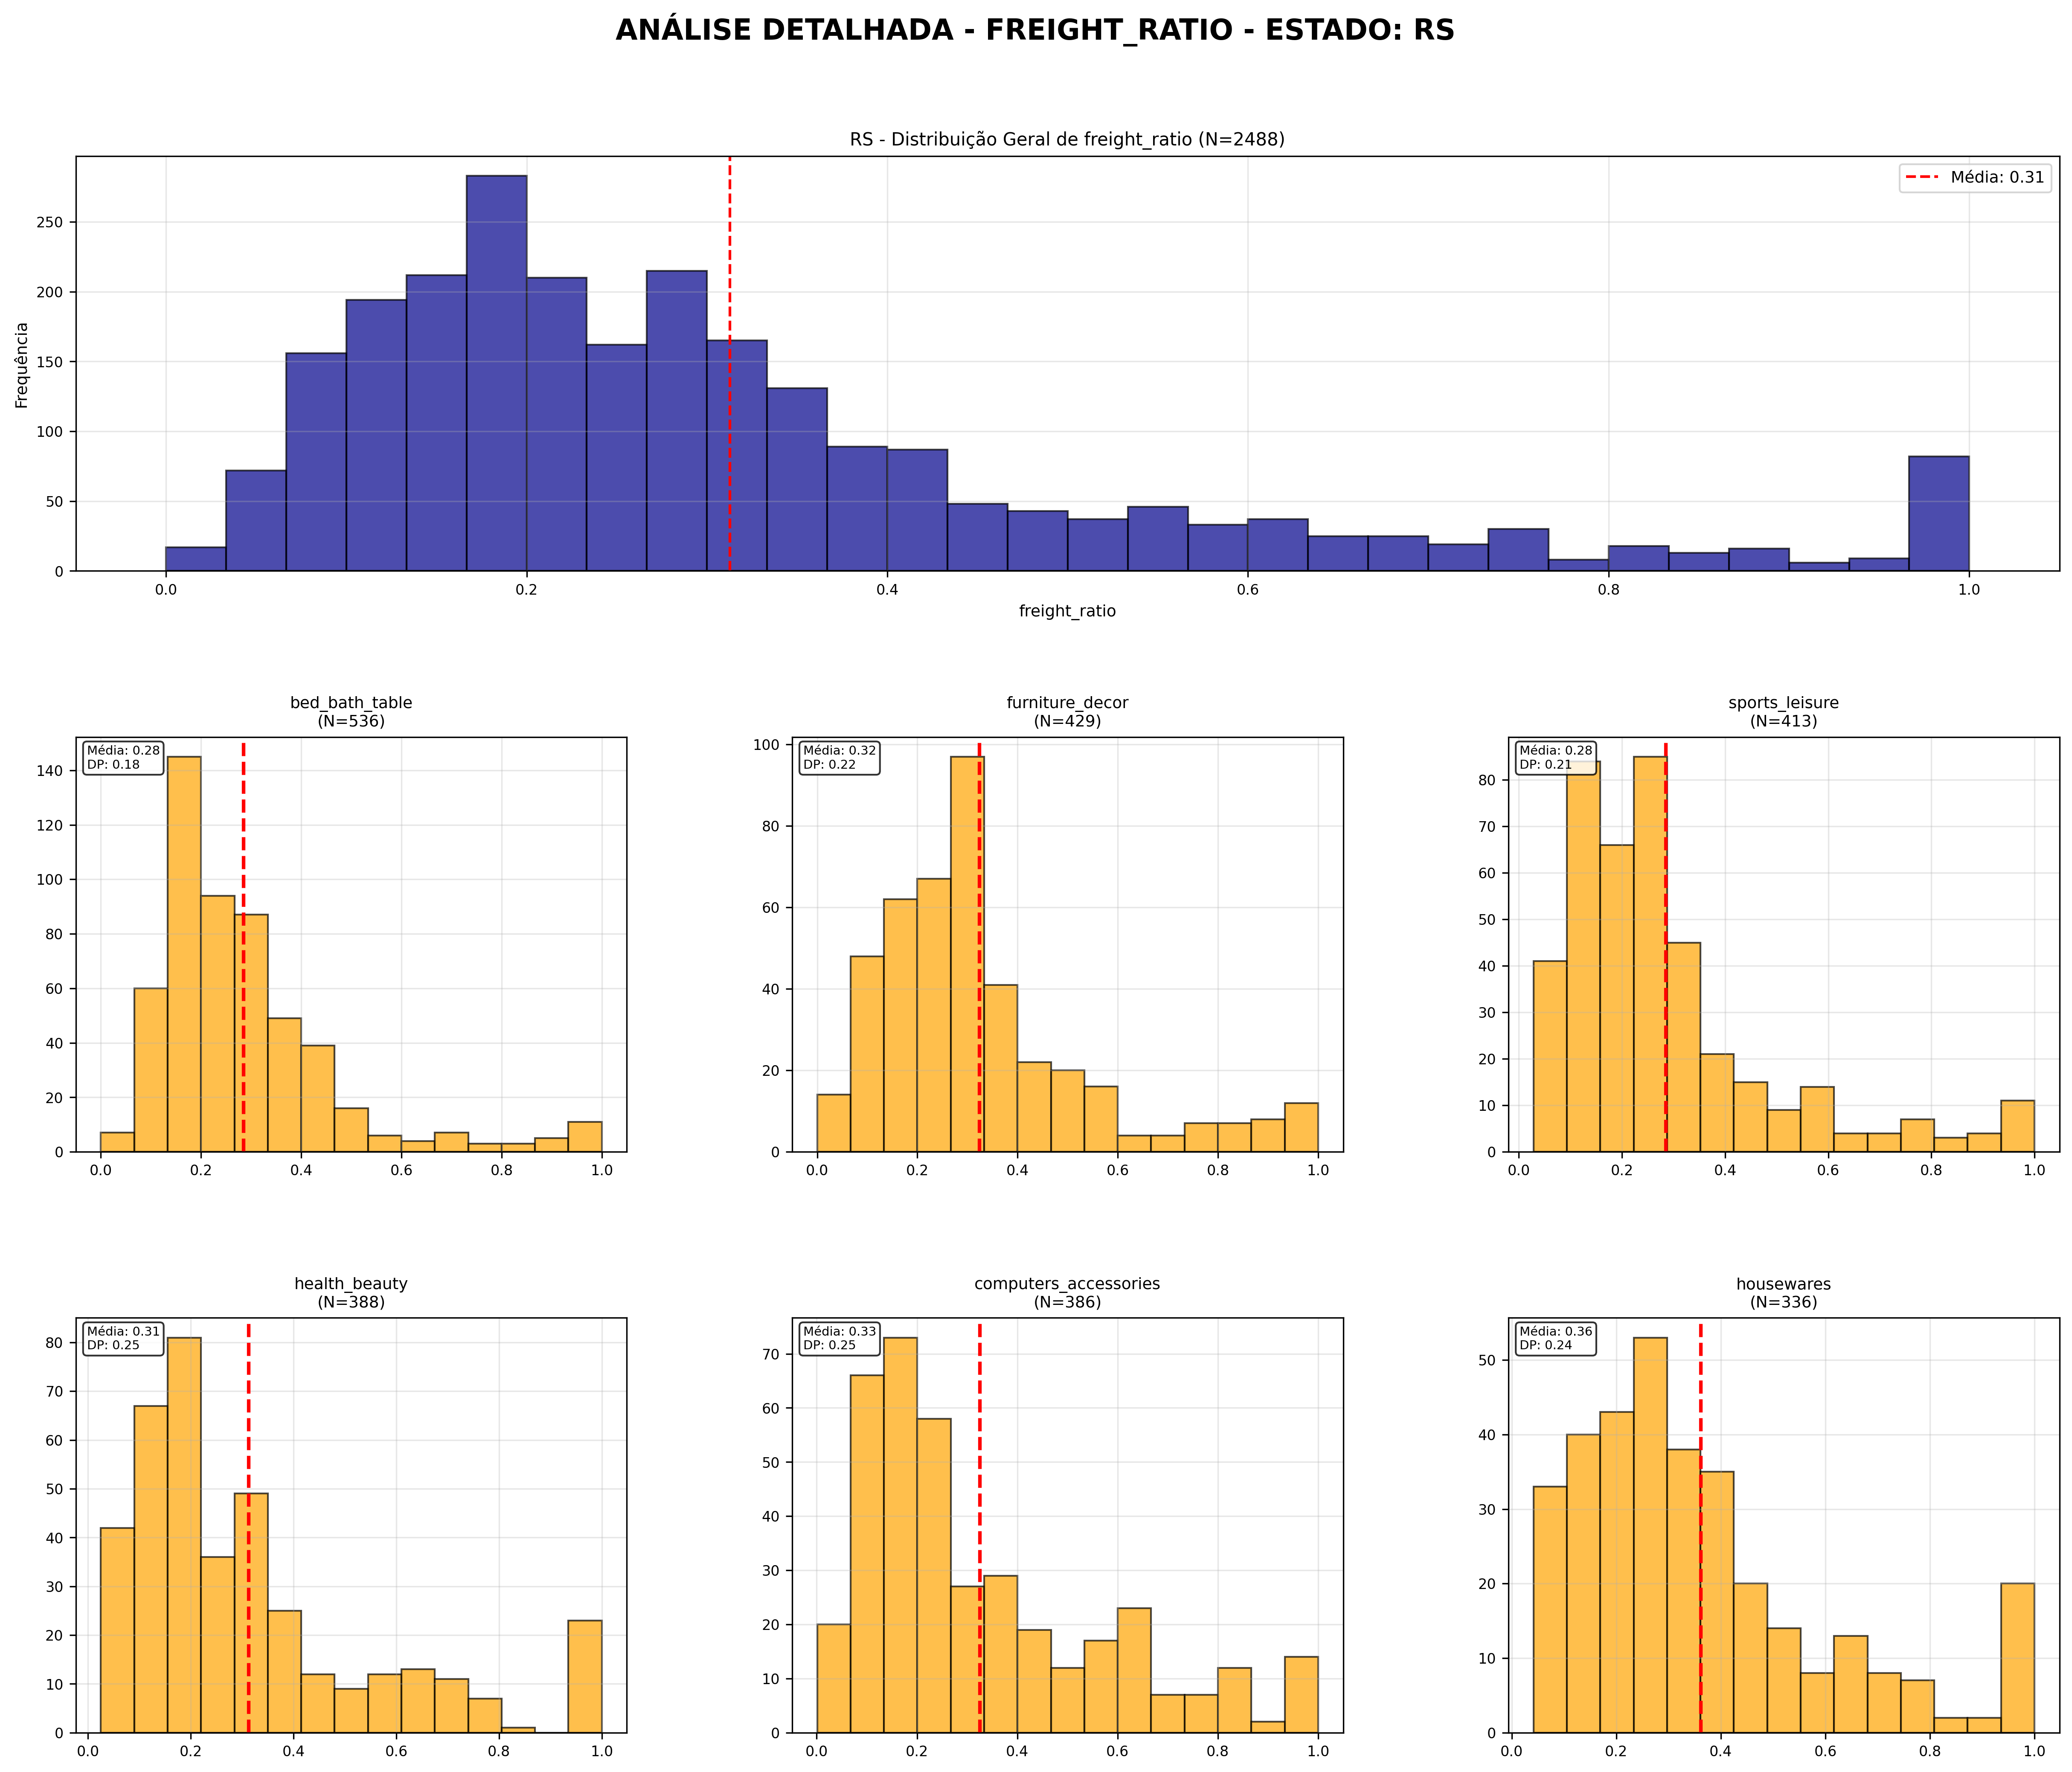 ANÁLISE DETALHADA - FREIGHT_RATIO - ESTADO: RS
RS - Distribuição Geral de freight_ratio (N=2488)
Média: 0.31
Frequência
250
200
150
100
50
0
0.0 0.2 0.4 0.6 0.8 1.0
freight_ratio
bed_bath_table
(N=536)
Média: 0.28
DP: 0.18
140
120
100
80
60
40
20
0
0.0 0.2 0.4 0.6 0.8 1.0
furniture_decor
(N=429)
Média: 0.32
DP: 0.22
100
80
60
40
20
0
0.0 0.2 0.4 0.6 0.8 1.0
sports_leisure
(N=413)
Média: 0.28
DP: 0.21
80
70
60
50
40
30
20
10
0
0.0 0.2 0.4 0.6 0.8 1.0
health_beauty
(N=388)
Média: 0.31
DP: 0.25
80
70
60
50
40
30
20
10
0
0.0 0.2 0.4 0.6 0.8 1.0
computers_accessories
(N=386)
Média: 0.33
DP: 0.25
70
60
50
40
30
20
10
0
0.0 0.2 0.4 0.6 0.8 1.0
housewares
(N=336)
Média: 0.36
DP: 0.24
50
40
30
20
10
0
0.0 0.2 0.4 0.6 0.8 1.0